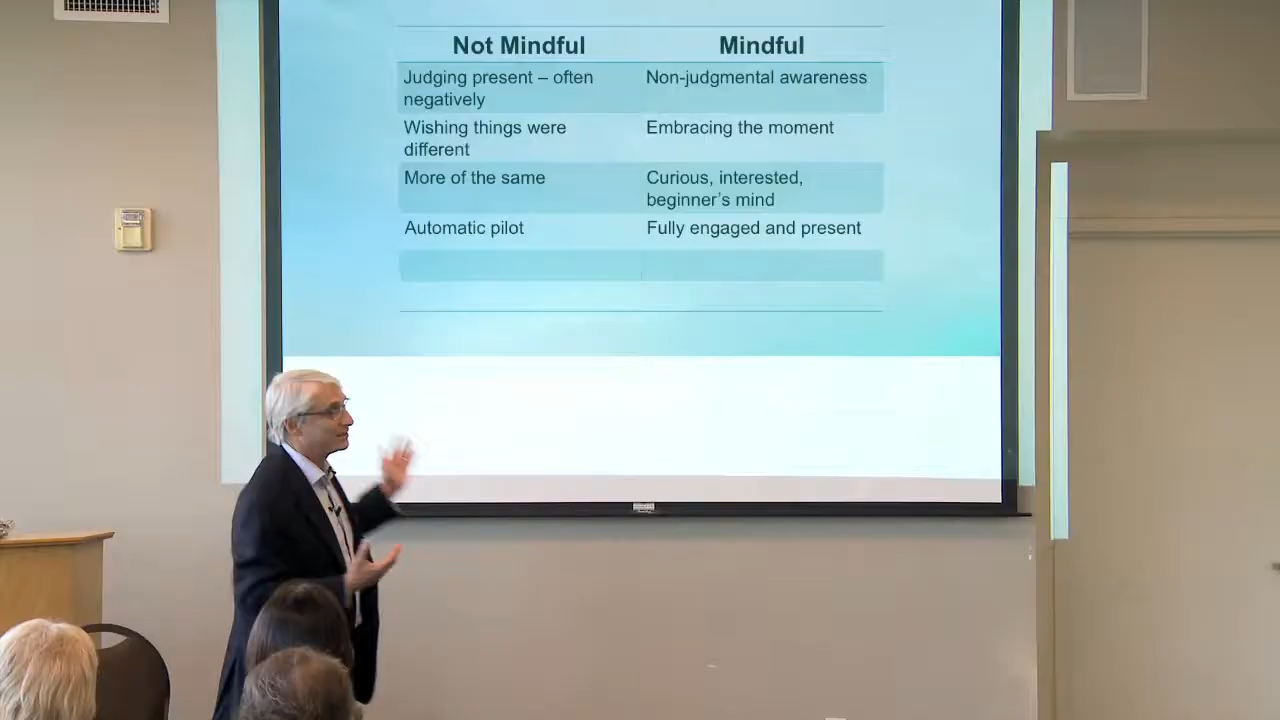 Not Mindful Mindful
Judging present – often Non-judgmental awareness
negatively
Wishing things were Embracing the moment
different
More of the same Curious, interested,
beginner's mind
Automatic pilot Fully engaged and present